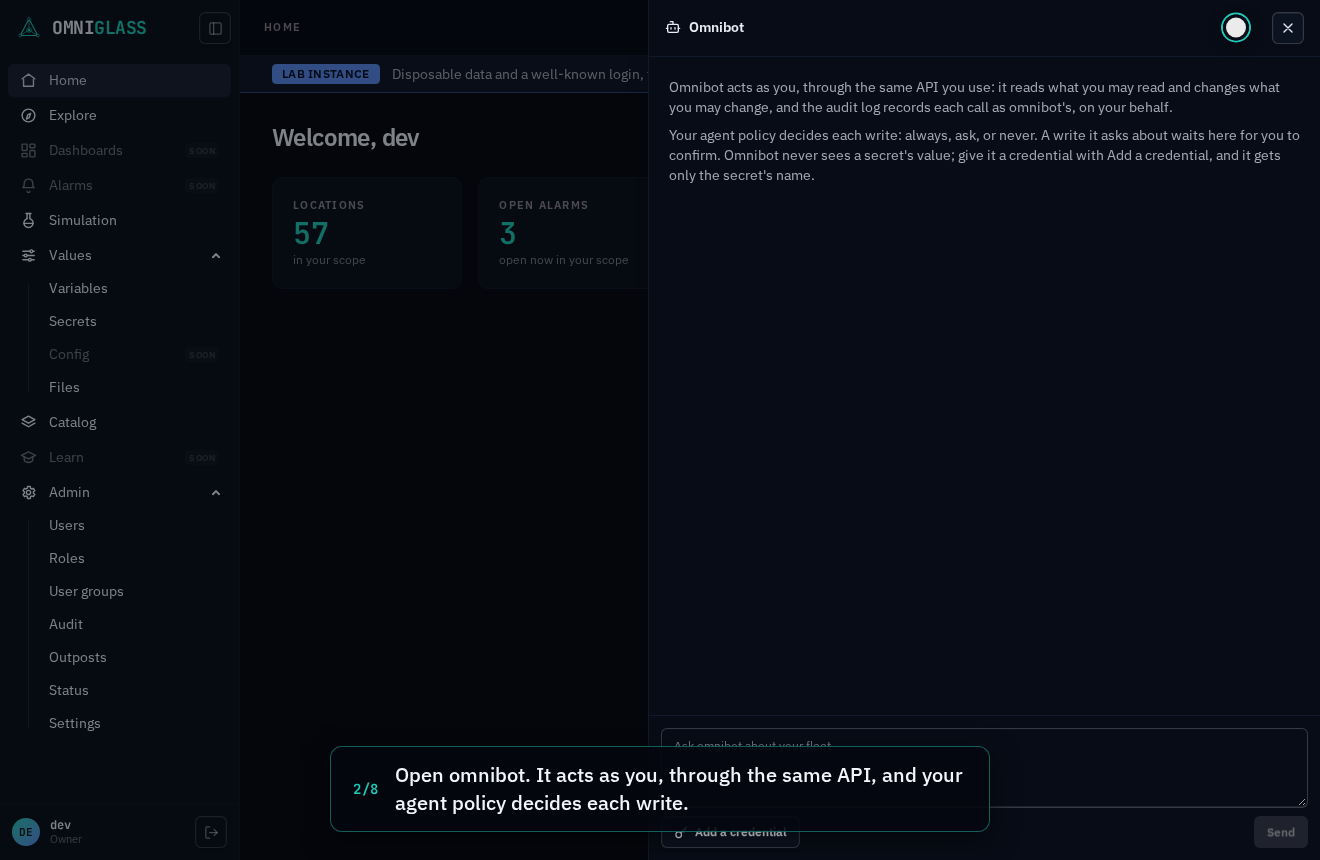 OMNIGLASS
Home
Explore
Dashboards SOON
Alarms SOON
Simulation
Values
Variables
Secrets
Config SOON
Files
Catalog
Learn SOON
Admin
Users
Roles
User groups
Audit
Outposts
Status
Settings
DE
dev
Owner
HOME
LAB INSTANCE Disposable data and a well-known login,
Welcome, dev
LOCATIONS
57
in your scope
OPEN ALARMS
3
open now in your scope
Omnibot
Omnibot acts as you, through the same API you use: it reads what you may read and changes what
you may change, and the audit log records each call as omnibot's, on your behalf.
Your agent policy decides each write: always, ask, or never. A write it asks about waits here for you to
confirm. Omnibot never sees a secret's value; give it a credential with Add a credential, and it gets
only the secret's name.
Ask omnibot about your fleet
2/8
Open omnibot. It acts as you, through the same API, and your
agent policy decides each write.
Add a credential
Send